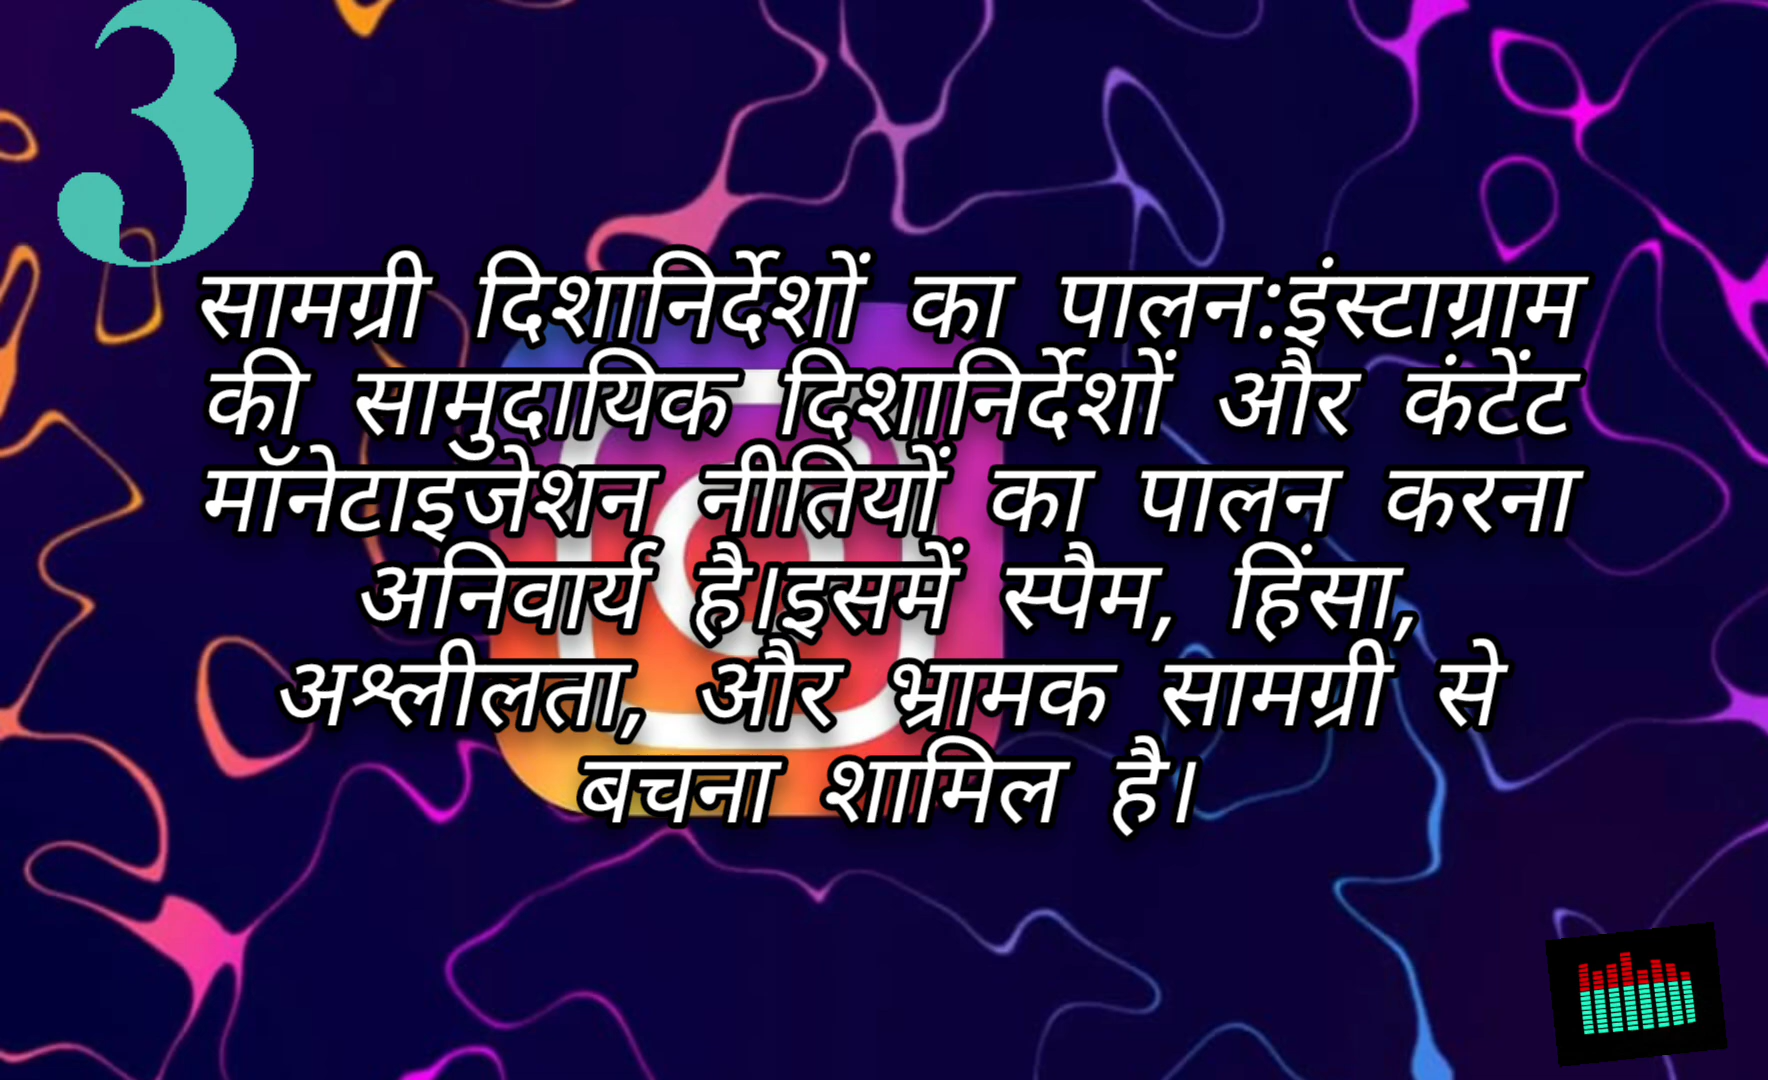 3
सामग्री दिशानिर्देशों का पालन:इंस्टाग्राम
की सामुदायिक दिशानिर्देशों और कंटेंट
मॉनेटाइजेशन नीतियों का पालन करना
अनिवार्य है।इसमें स्पैम, हिंसा,
अश्लीलता, और भ्रामक सामग्री से
बचना शामिल है।